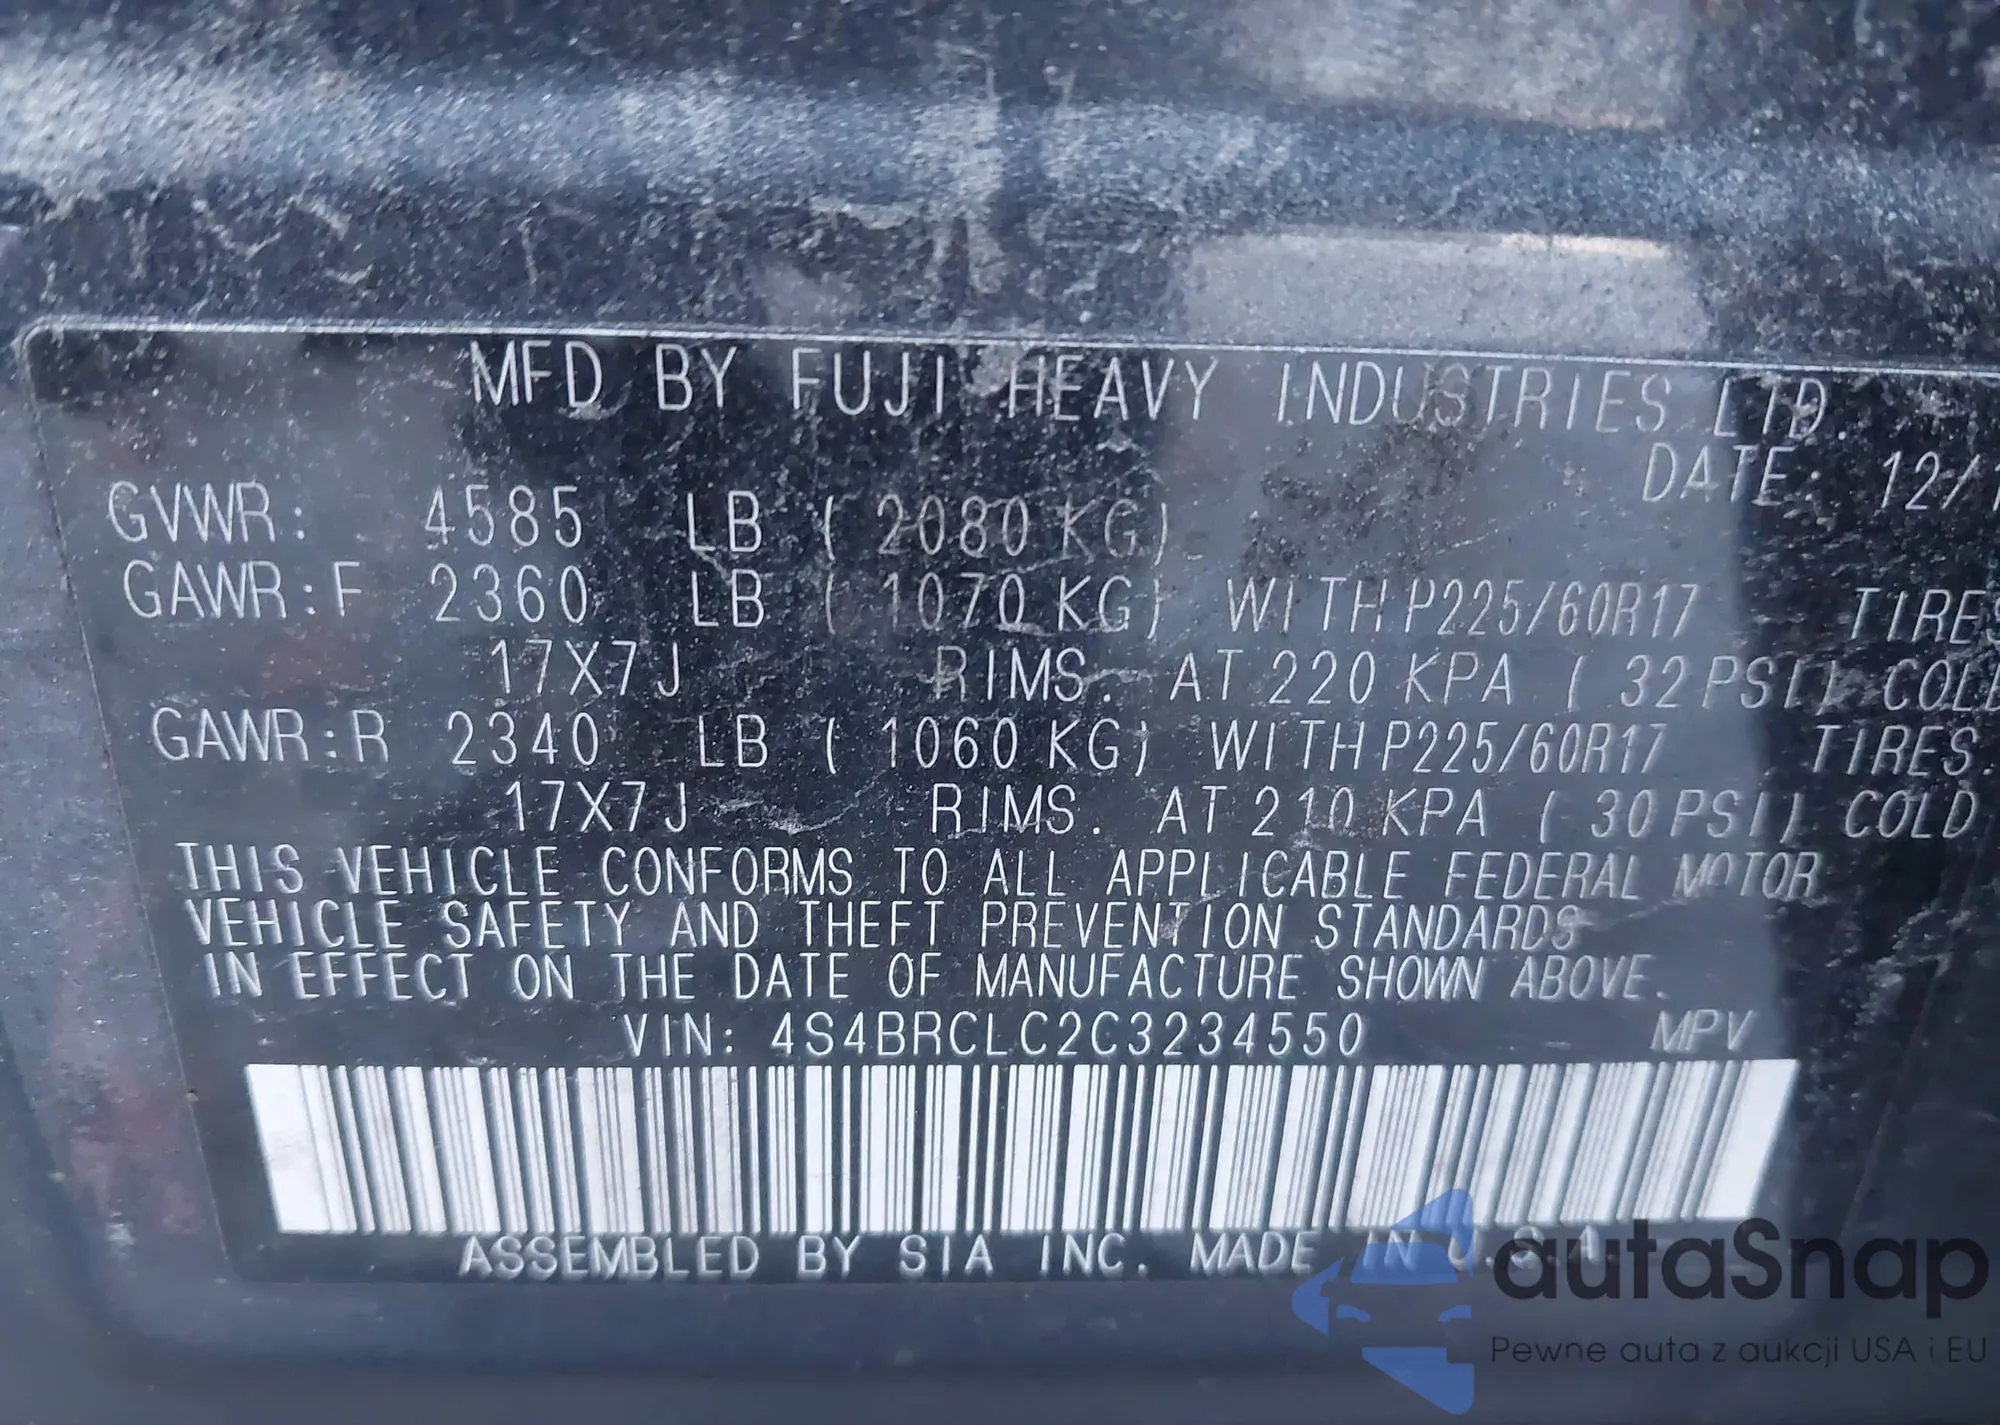 MFD BY FUJI HEAVY INDUSTRIES LTD.
DATE: 12/1
GVWR: 4585 LB ( 2080 KG)
GAWR:F 2360 LB ( 1070 KG) WITH P225/60R17 TIRES
17X7J RIMS. AT 220 KPA ( 32 PSI) COLD
GAWR:R 2340 LB ( 1060 KG) WITH P225/60R17 TIRES.
17X7J RIMS. AT 210 KPA ( 30 PSI) COLD
THIS VEHICLE CONFORMS TO ALL APPLICABLE FEDERAL MOTOR
VEHICLE SAFETY AND THEFT PREVENTION STANDARDS
IN EFFECT ON THE DATE OF MANUFACTURE SHOWN ABOVE.
VIN: 4S4BRCLC2C3234550 MPV
ASSEMBLED BY SIA INC. MADE IN U.S.A.
autaSnap
Pewne auta z aukcji USA i EU